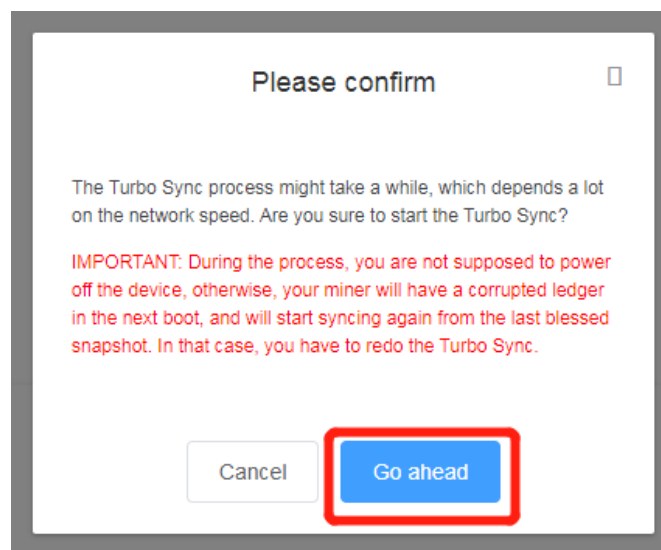 Please confirm
The Turbo Sync process might take a while, which depends a lot
on the network speed. Are you sure to start the Turbo Sync?
IMPORTANT: During the process, you are not supposed to power
off the device, otherwise, your miner will have a corrupted ledger
in the next boot, and will start syncing again from the last blessed
snapshot. In that case, you have to redo the Turbo Sync.
Cancel
Go ahead